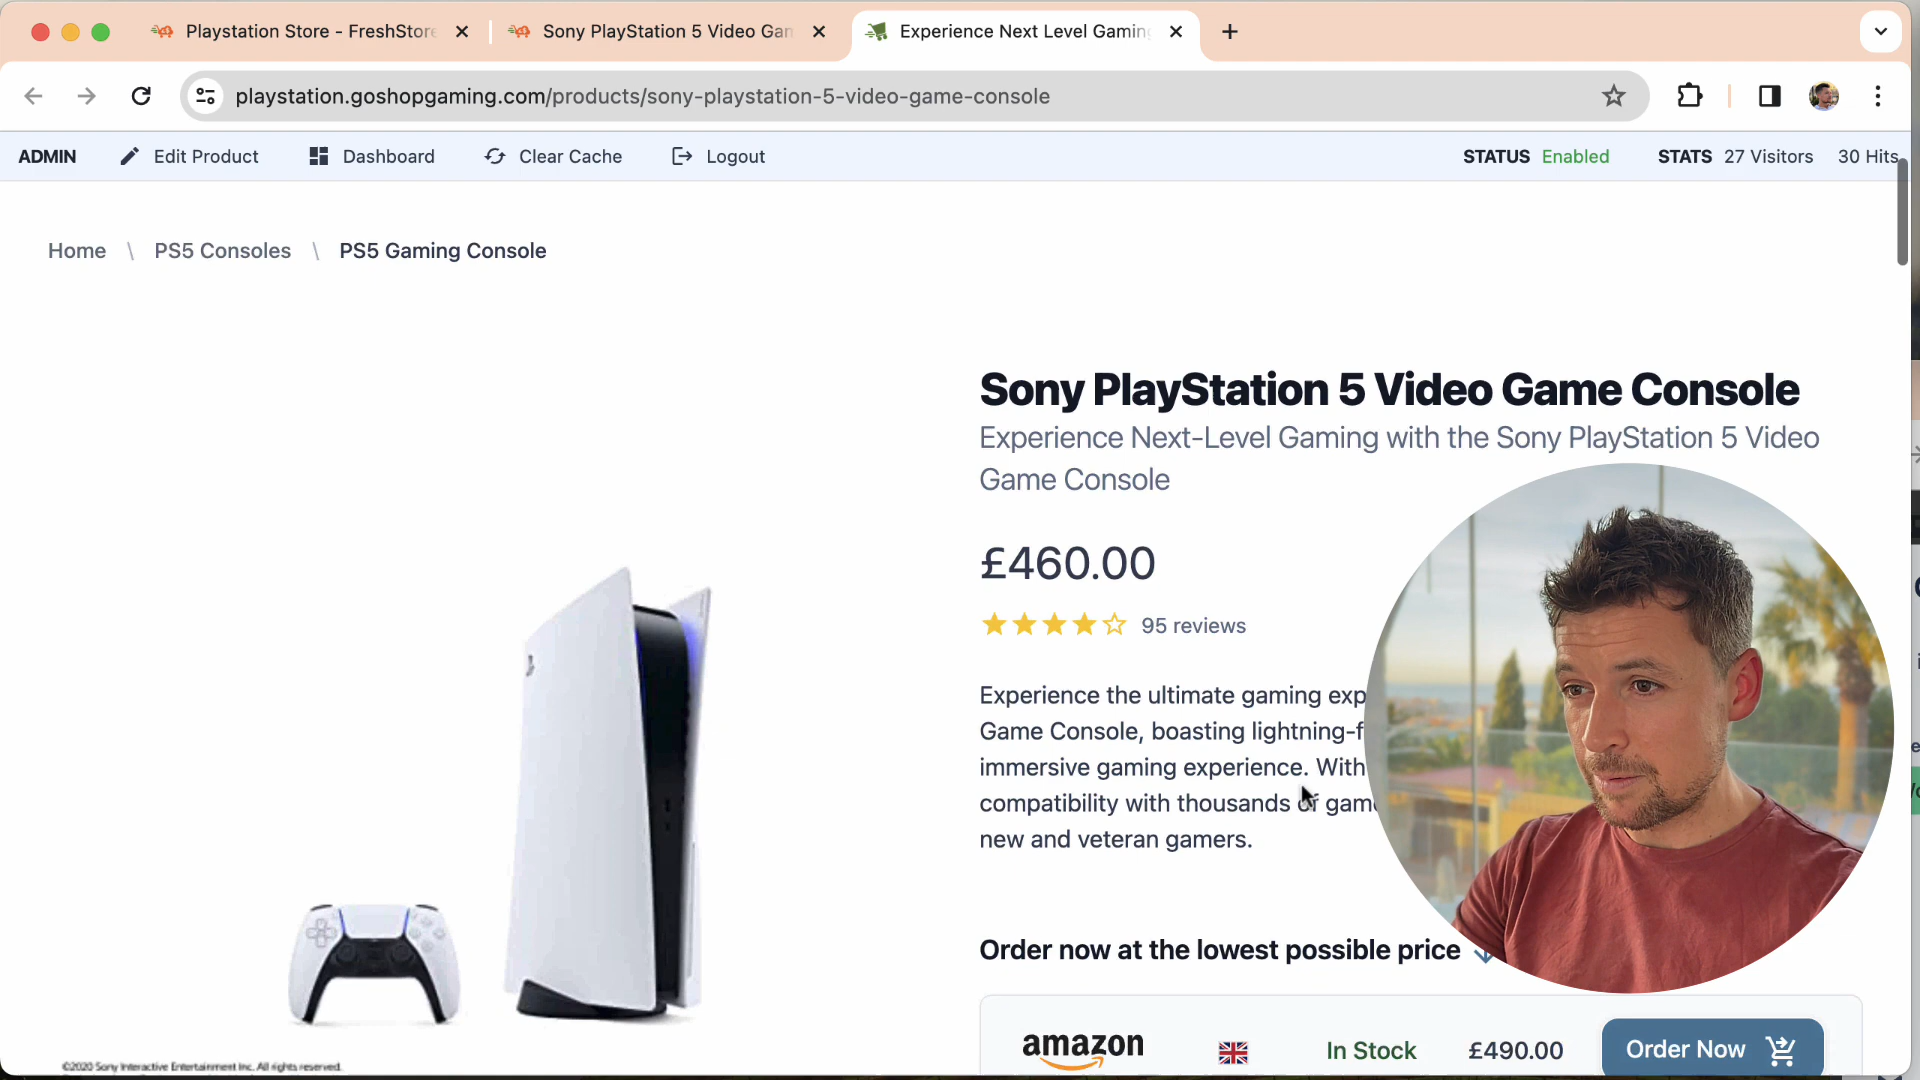 Playstation Store - FreshStore
Sony PlayStation 5 Video Gan
Experience Next Level Gaming
playstation.goshopgaming.com/products/sony-playstation-5-video-game-console
ADMIN Edit Product Dashboard Clear Cache Logout STATUS Enabled STATS 27 Visitors 30 Hits
Home \ PS5 Consoles \ PS5 Gaming Console
Sony PlayStation 5 Video Game Console
Experience Next-Level Gaming with the Sony PlayStation 5 Video
Game Console
£460.00
95 reviews
Experience the ultimate gaming exp
Game Console, boasting lightning-f
immersive gaming experience. With
compatibility with thousands of game
new and veteran gamers.
Order now at the lowest possible price
amazon In Stock £490.00 Order Now
©2020 Sony Interactive Entertainment Inc. All rights reserved.